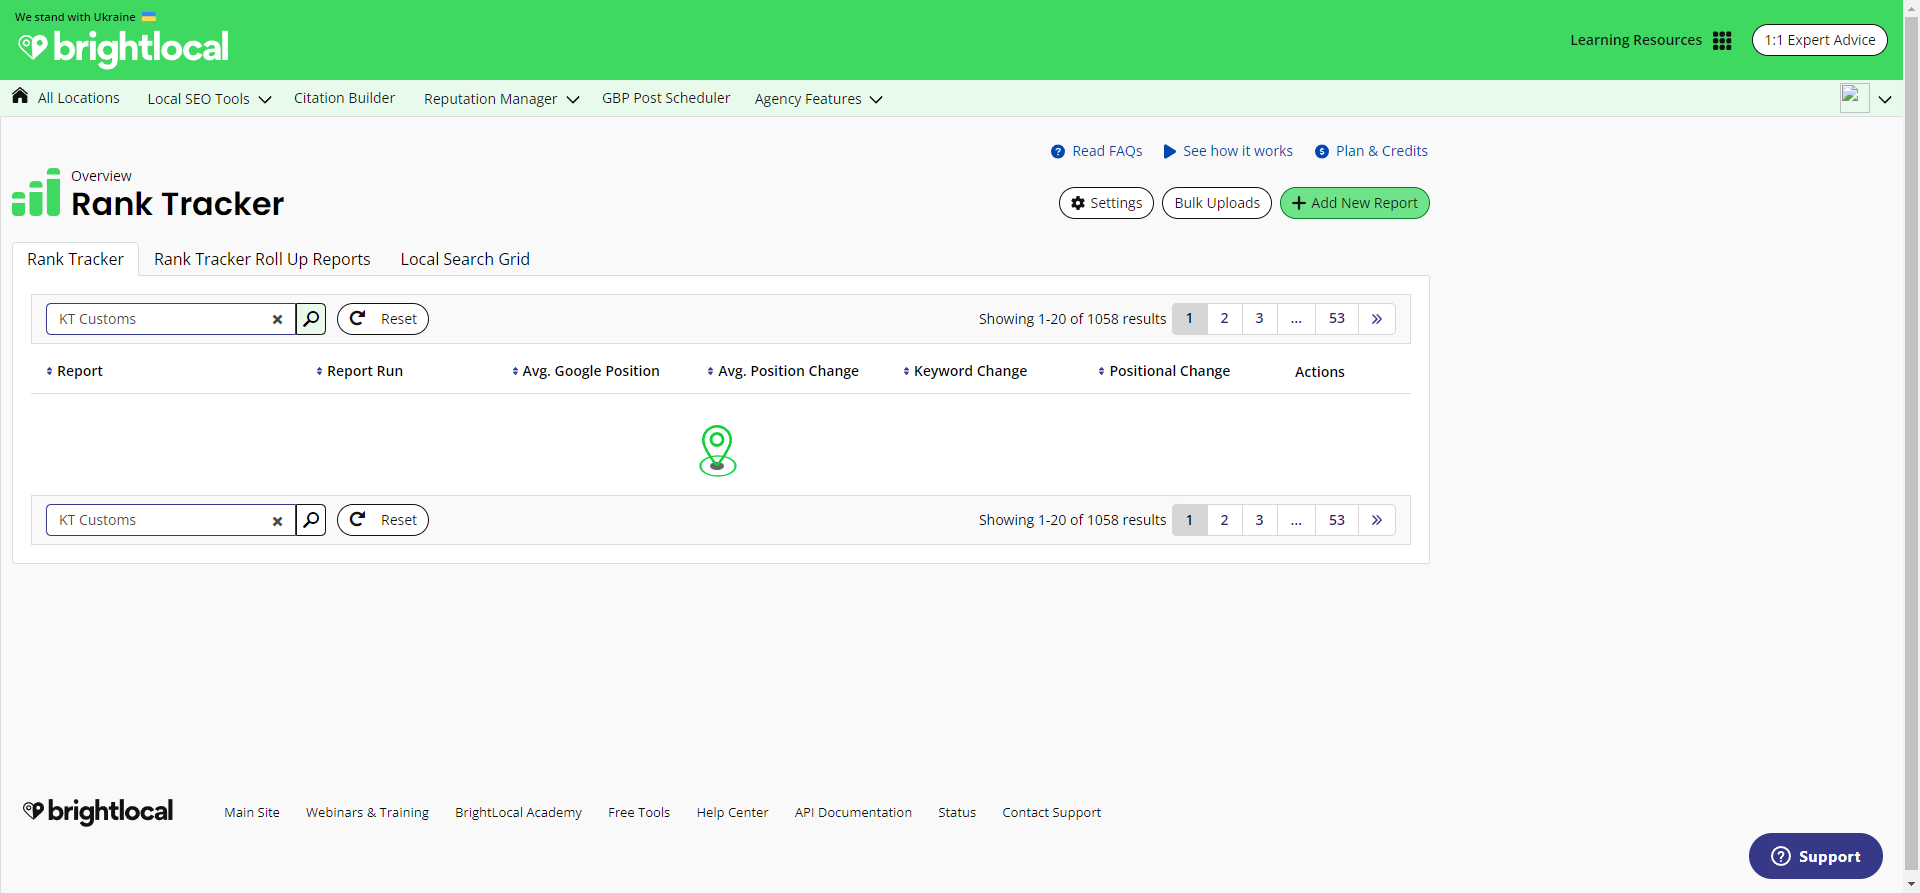 We stand with Ukraine
brightlocal
Learning Resources
1:1 Expert Advice
All Locations
Local SEO Tools
Citation Builder
Reputation Manager
GBP Post Scheduler
Agency Features
Read FAQs
See how it works
Plan & Credits
Overview
Rank Tracker
Settings
Bulk Uploads
Add New Report
Rank Tracker
Rank Tracker Roll Up Reports
Local Search Grid
KT Customs
Reset
Showing 1-20 of 1058 results
1 2 3 ... 53 »
Report
Report Run
Avg. Google Position
Avg. Position Change
Keyword Change
Positional Change
Actions
KT Customs
Reset
Showing 1-20 of 1058 results
1 2 3 ... 53 »
brightlocal
Main Site
Webinars & Training
BrightLocal Academy
Free Tools
Help Center
API Documentation
Status
Contact Support
Support